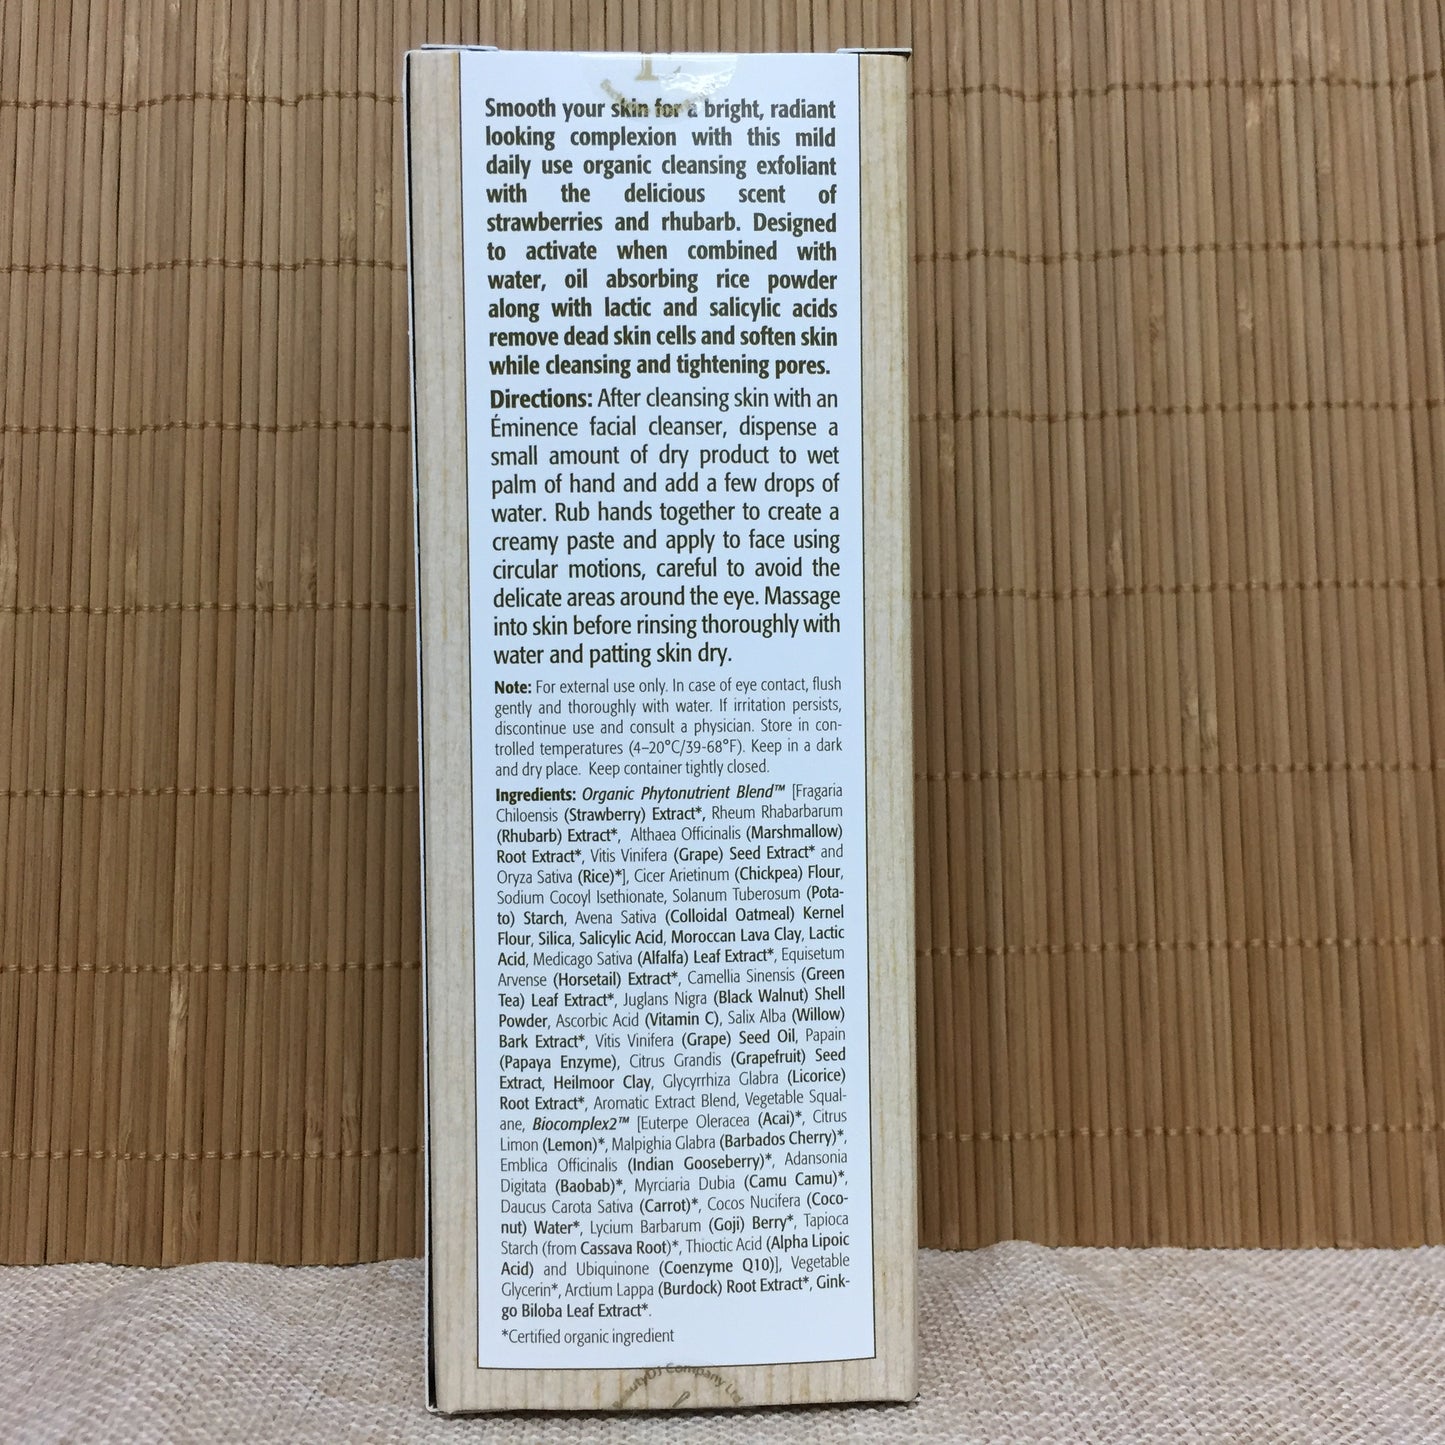 Smooth your skin for a bright, radiant
looking complexion with this mild
daily use organic cleansing exfoliant
with the delicious scent of
strawberries and rhubarb. Designed
to activate when combined with
water, oil absorbing rice powder
along with lactic and salicylic acids
remove dead skin cells and soften skin
while cleansing and tightening pores.
Directions: After cleansing skin with an
Éminence facial cleanser, dispense a
small amount of dry product to wet
palm of hand and add a few drops of
water. Rub hands together to create a
creamy paste and apply to face using
circular motions, careful to avoid the
delicate areas around the eye. Massage
into skin before rinsing thoroughly with
water and patting skin dry.
Note: For external use only. In case of eye contact, flush
gently and thoroughly with water. If irritation persists,
discontinue use and consult a physician. Store in con-
trolled temperatures (4–20°C/39-68°F). Keep in a dark
and dry place. Keep container tightly closed.
Ingredients: Organic Phytonutrient Blend™ [Fragaria
Chiloensis (Strawberry) Extract*, Rheum Rhabarbarum
(Rhubarb) Extract*, Althaea Officinalis (Marshmallow)
Root Extract*, Vitis Vinifera (Grape) Seed Extract* and
Oryza Sativa (Rice)*], Cicer Arietinum (Chickpea) Flour,
Sodium Cocoyl Isethionate, Solanum Tuberosum (Pota-
to) Starch, Avena Sativa (Colloidal Oatmeal) Kernel
Flour, Silica, Salicylic Acid, Moroccan Lava Clay, Lactic
Acid, Medicago Sativa (Alfalfa) Leaf Extract*, Equisetum
Arvense (Horsetail) Extract*, Camellia Sinensis (Green
Tea) Leaf Extract*, Juglans Nigra (Black Walnut) Shell
Powder, Ascorbic Acid (Vitamin C), Salix Alba (Willow)
Bark Extract*, Vitis Vinifera (Grape) Seed Oil, Papain
(Papaya Enzyme), Citrus Grandis (Grapefruit) Seed
Extract, Heilmoor Clay, Glycyrrhiza Glabra (Licorice)
Root Extract*, Aromatic Extract Blend, Vegetable Squal-
ane, Biocomplex2™ [Euterpe Oleracea (Acai)*, Citrus
Limon (Lemon)*, Malpighia Glabra (Barbados Cherry)*,
Emblica Officinalis (Indian Gooseberry)*, Adansonia
Digitata (Baobab)*, Myrciaria Dubia (Camu Camu)*,
Daucus Carota Sativa (Carrot)*, Cocos Nucifera (Coco-
nut) Water*, Lycium Barbarum (Goji) Berry*, Tapioca
Starch (from Cassava Root)*, Thioctic Acid (Alpha Lipoic
Acid) and Ubiquinone (Coenzyme Q10)], Vegetable
Glycerin*, Arctium Lappa (Burdock) Root Extract*, Gink-
go Biloba Leaf Extract*.
*Certified organic ingredient
BeautyDJ Company Ltd